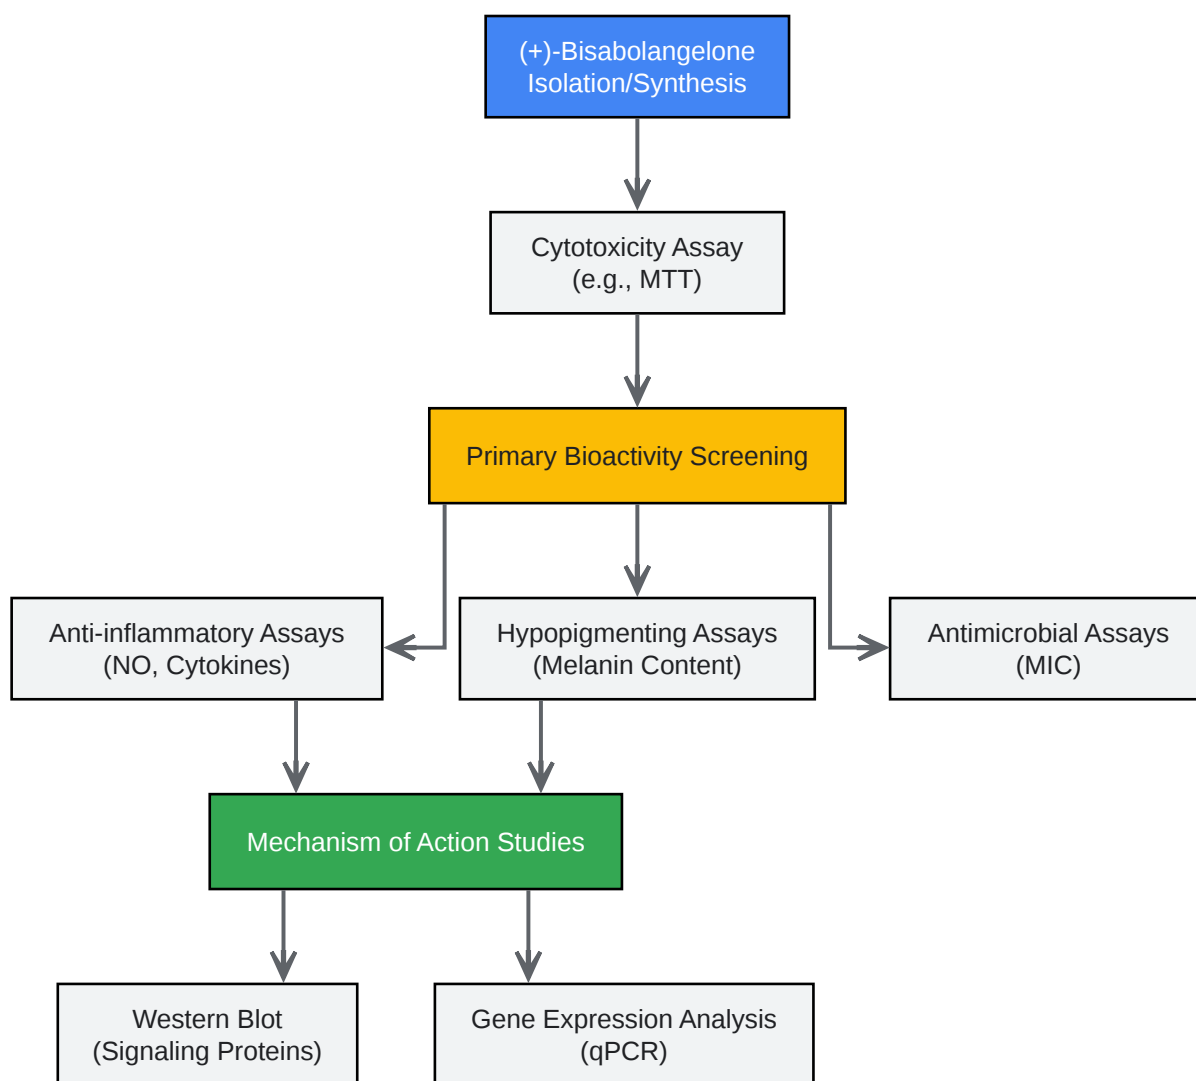 (+)-Bisabolangelone
Isolation/Synthesis
Cytotoxicity Assay
(e.g., MTT)
Primary Bioactivity Screening
Anti-inflammatory Assays
(NO, Cytokines)
Hypopigmenting Assays
(Melanin Content)
Antimicrobial Assays
(MIC)
Mechanism of Action Studies
Western Blot
(Signaling Proteins)
Gene Expression Analysis
(qPCR)